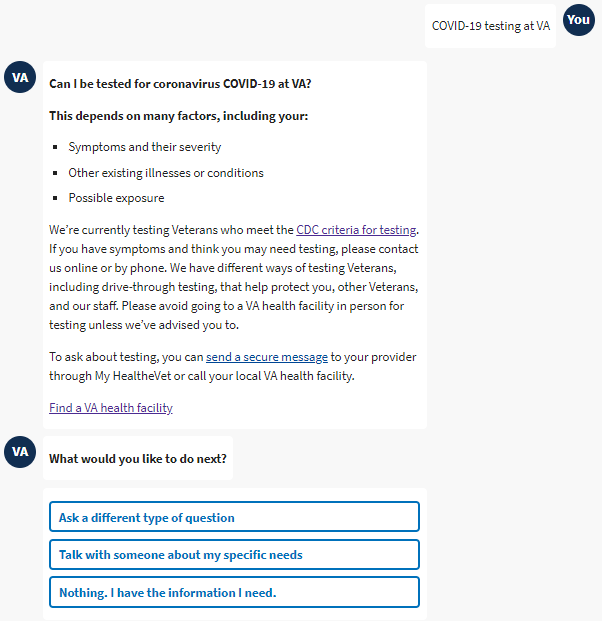 COVID-19 testing at VA
You
VA
Can I be tested for coronavirus COVID-19 at VA?
This depends on many factors, including your:
▪ Symptoms and their severity
▪ Other existing illnesses or conditions
▪ Possible exposure
We’re currently testing Veterans who meet the CDC criteria for testing.
If you have symptoms and think you may need testing, please contact
us online or by phone. We have different ways of testing Veterans,
including drive-through testing, that help protect you, other Veterans,
and our staff. Please avoid going to a VA health facility in person for
testing unless we’ve advised you to.
To ask about testing, you can send a secure message to your provider
through My HealtheVet or call your local VA health facility.
Find a VA health facility
VA
What would you like to do next?
Ask a different type of question
Talk with someone about my specific needs
Nothing. I have the information I need.